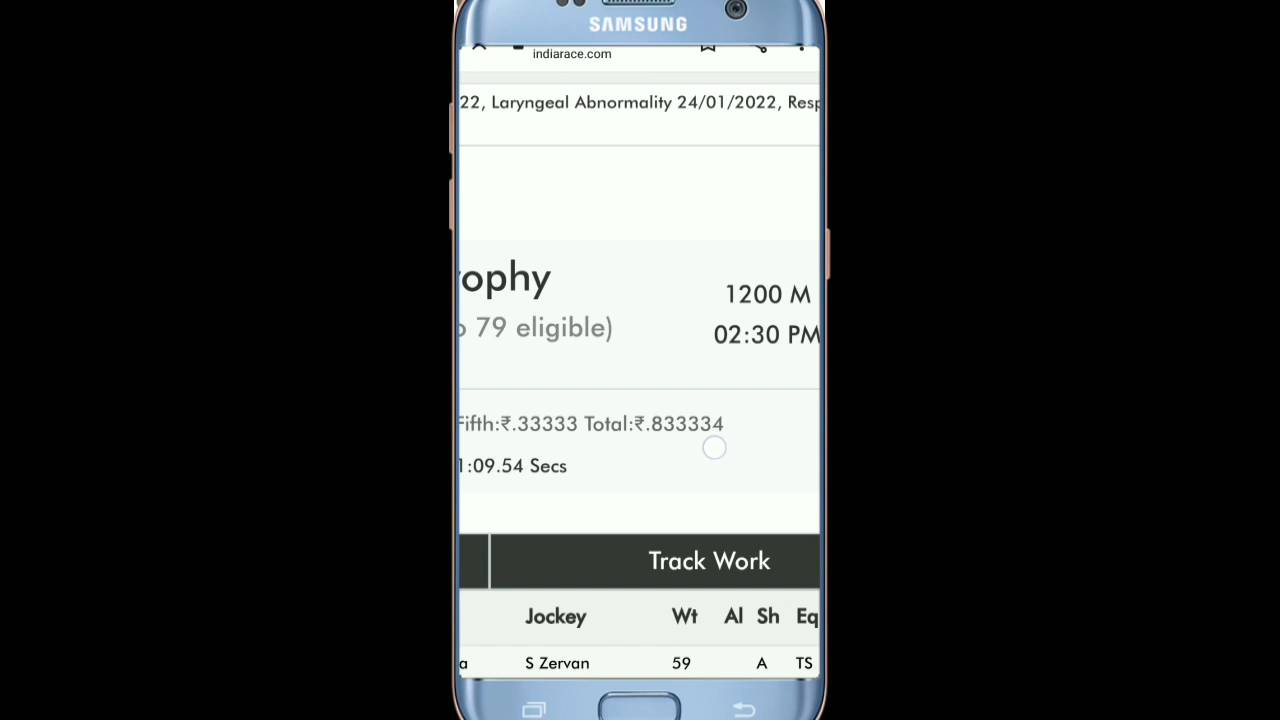 SAMSUNG
indiarace.com
22, Laryngeal Abnormality 24/01/2022, Resp
rophy 1200 M
79 eligible) 02:30 PM
Fifth:₹.33333 Total:₹.833334
1:09.54 Secs
Track Work
Jockey Wt Al Sh Eq
a S Zervan 59 A TS